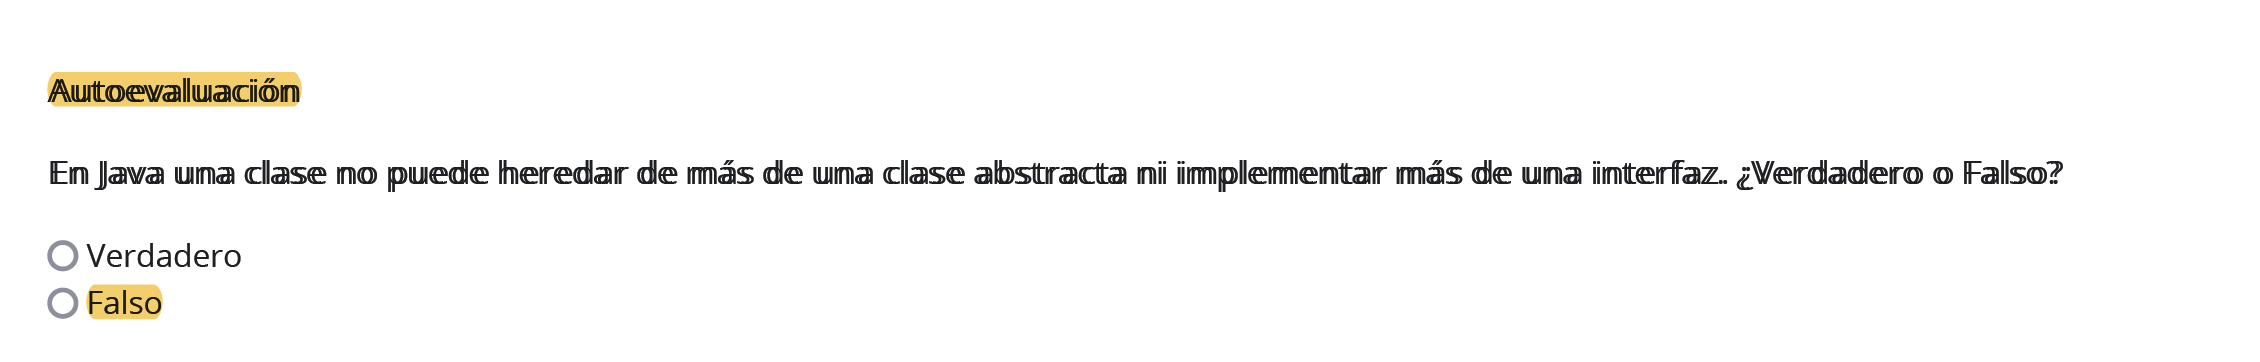 Autoevaluación
En Java una clase no puede heredar de más de una clase abstracta ni implementar más de una interfaz. ¿Verdadero o Falso?
Verdadero
Falso